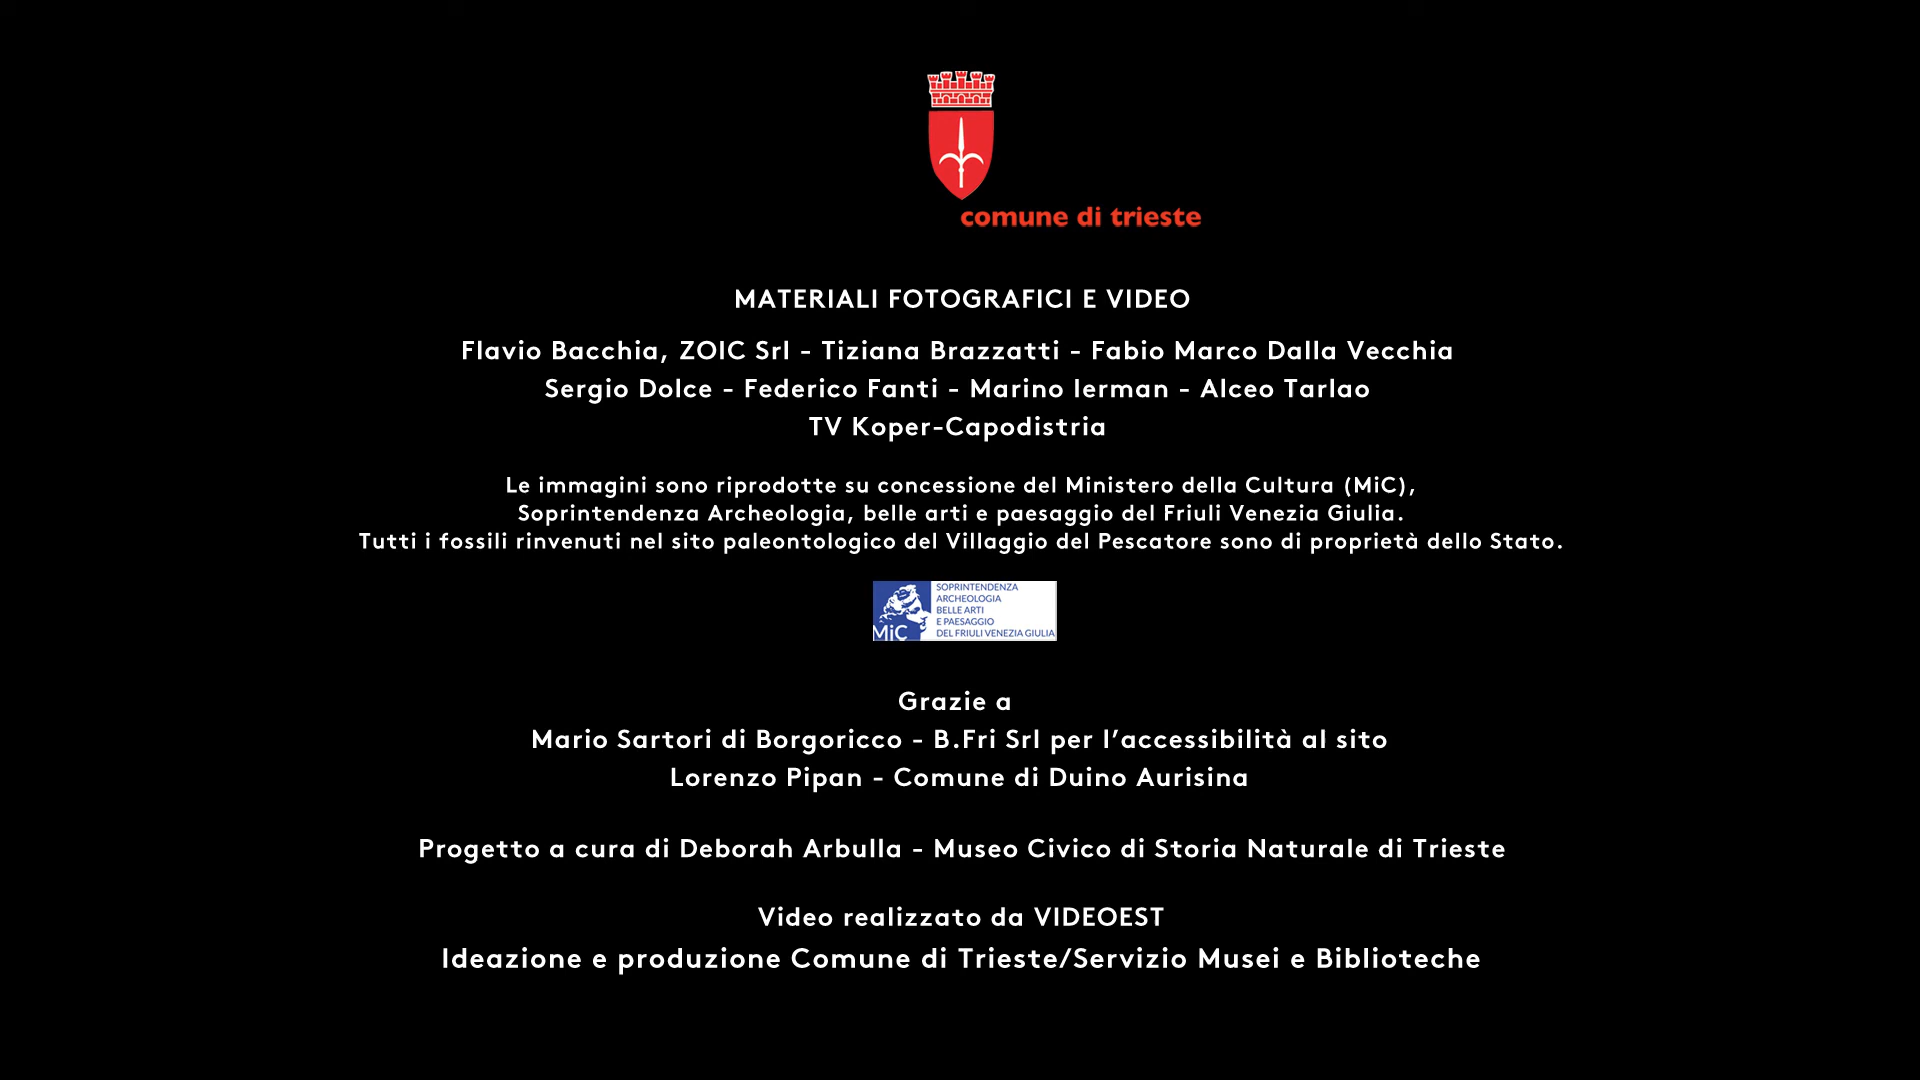 comune di trieste
MATERIALI FOTOGRAFICI E VIDEO
Flavio Bacchia, ZOIC Srl - Tiziana Brazzatti - Fabio Marco Dalla Vecchia
Sergio Dolce - Federico Fanti - Marino Ierman - Alceo Tarlao
TV Koper-Capodistria
Le immagini sono riprodotte su concessione del Ministero della Cultura (MiC),
Soprintendenza Archeologia, belle arti e paesaggio del Friuli Venezia Giulia.
Tutti i fossili rinvenuti nel sito paleontologico del Villaggio del Pescatore sono di proprietà dello Stato.
MiC
SOPRINTENDENZA
ARCHEOLOGIA
BELLE ARTI
E PAESAGGIO
DEL FRIULI VENEZIA GIULIA
Grazie a
Mario Sartori di Borgoricco - B.Fri Srl per l’accessibilità al sito
Lorenzo Pipan - Comune di Duino Aurisina
Progetto a cura di Deborah Arbulla - Museo Civico di Storia Naturale di Trieste
Video realizzato da VIDEOEST
Ideazione e produzione Comune di Trieste/Servizio Musei e Biblioteche